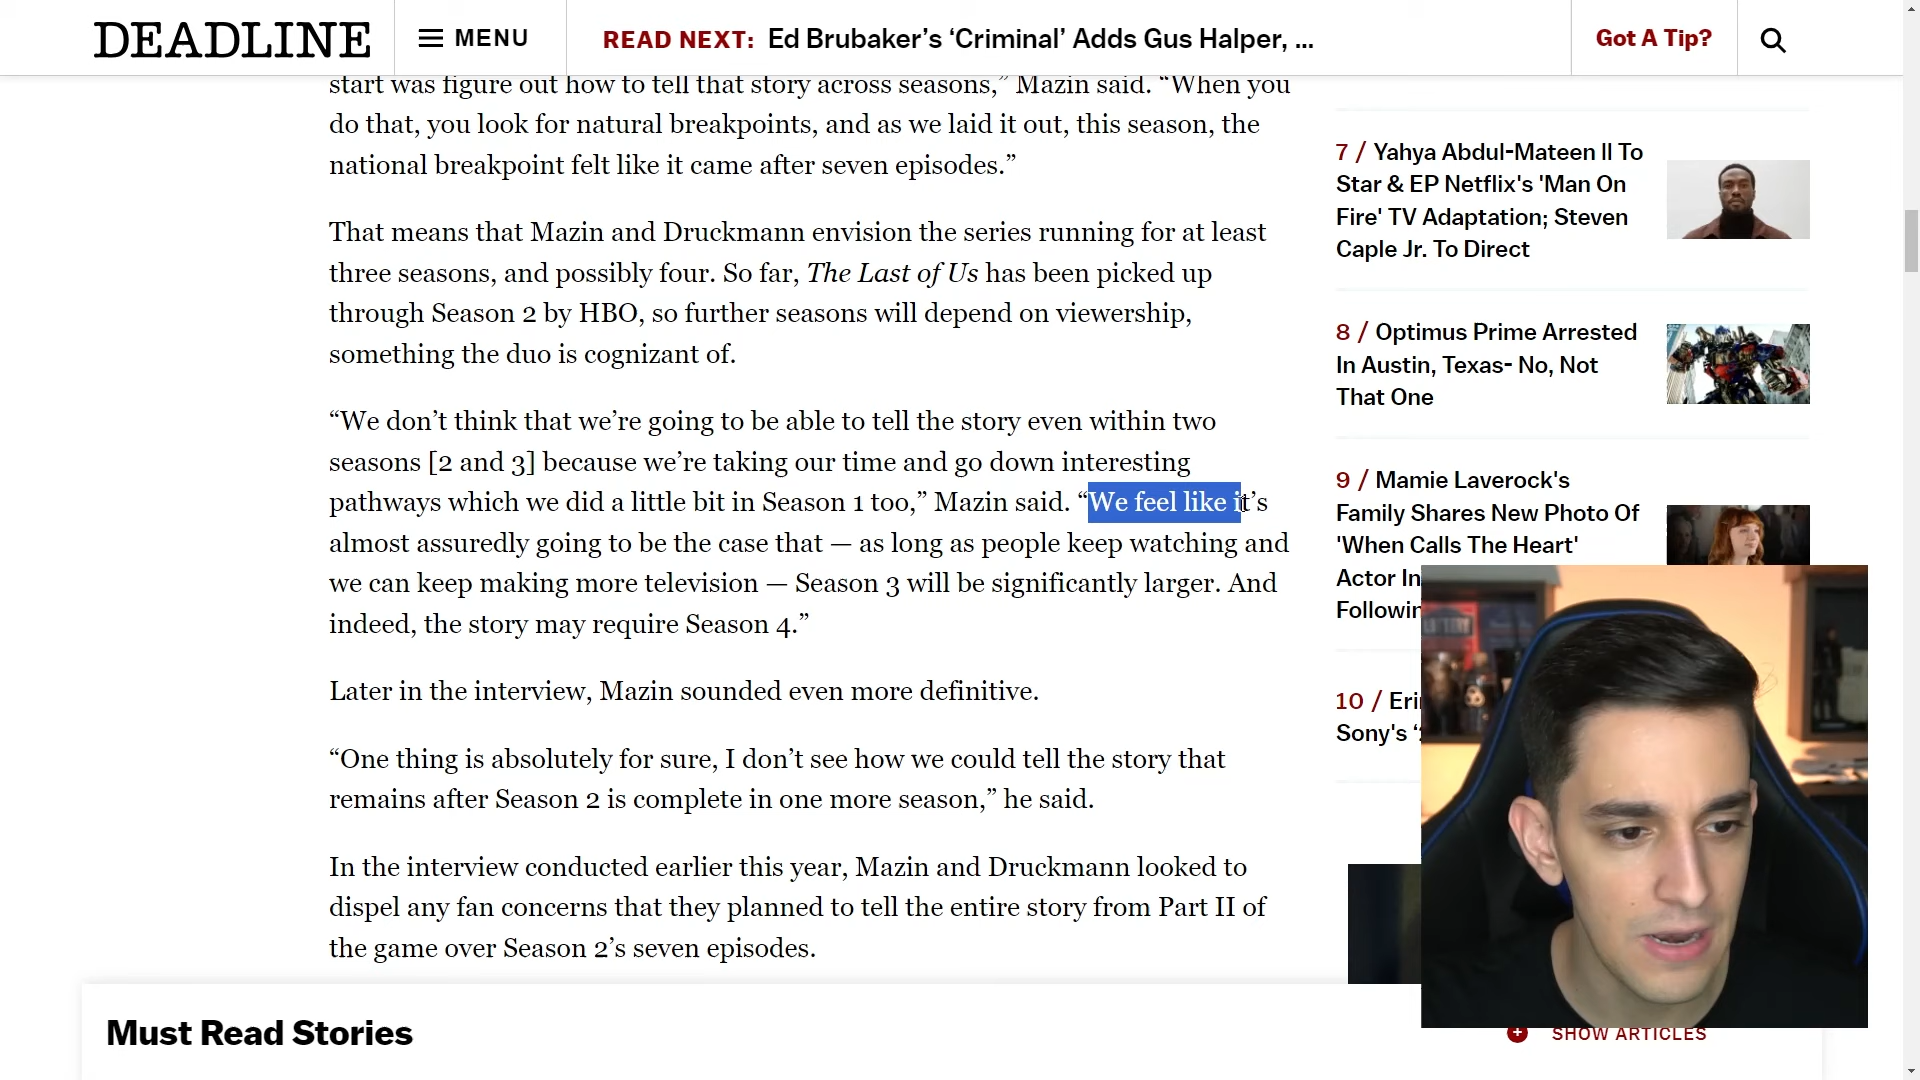 DEADLINE
MENU
READ NEXT: Ed Brubaker’s ‘Criminal’ Adds Gus Halper, ...
Got A Tip?
start was figure out how to tell that story across seasons,” Mazin said. “When you
do that, you look for natural breakpoints, and as we laid it out, this season, the
national breakpoint felt like it came after seven episodes.”
That means that Mazin and Druckmann envision the series running for at least
three seasons, and possibly four. So far, The Last of Us has been picked up
through Season 2 by HBO, so further seasons will depend on viewership,
something the duo is cognizant of.
“We don’t think that we’re going to be able to tell the story even within two
seasons [2 and 3] because we’re taking our time and go down interesting
pathways which we did a little bit in Season 1 too,” Mazin said. “We feel like it’s
almost assuredly going to be the case that — as long as people keep watching and
we can keep making more television — Season 3 will be significantly larger. And
indeed, the story may require Season 4.”
Later in the interview, Mazin sounded even more definitive.
“One thing is absolutely for sure, I don’t see how we could tell the story that
remains after Season 2 is complete in one more season,” he said.
In the interview conducted earlier this year, Mazin and Druckmann looked to
dispel any fan concerns that they planned to tell the entire story from Part II of
the game over Season 2’s seven episodes.
7 / Yahya Abdul-Mateen II To
Star & EP Netflix's 'Man On
Fire' TV Adaptation; Steven
Caple Jr. To Direct
8 / Optimus Prime Arrested
In Austin, Texas- No, Not
That One
9 / Mamie Laverock's
Family Shares New Photo Of
'When Calls The Heart'
Actor In
Followin
10 / Eri
Sony's
Must Read Stories
SHOW ARTICLES